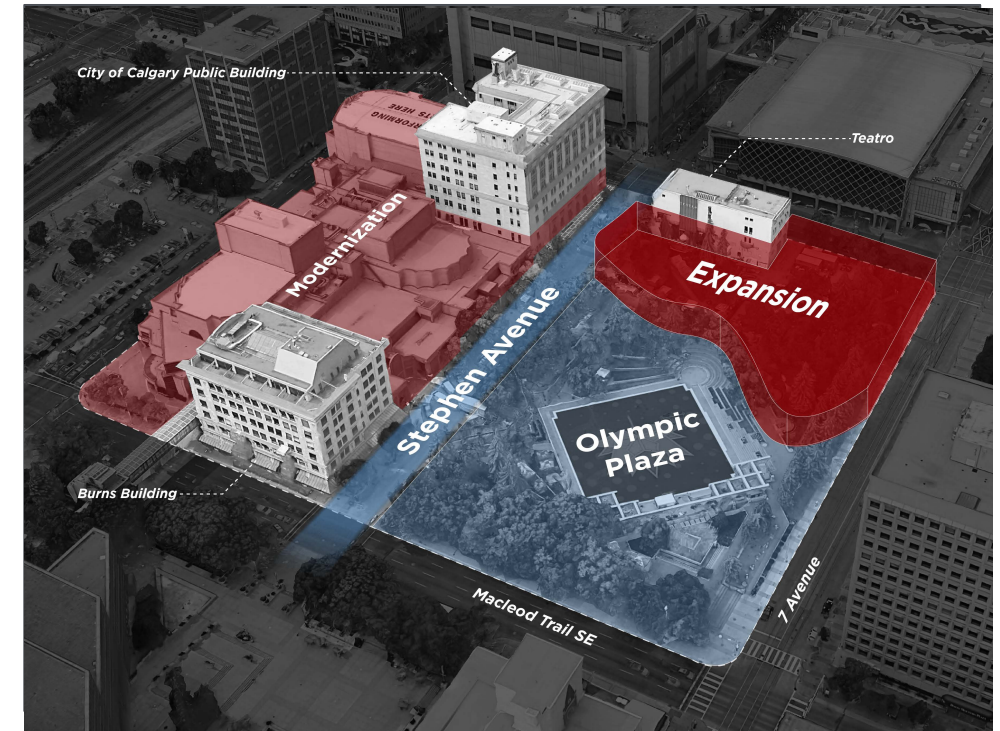 City of Calgary Public Building
Teatro
Modernization
Expansion
Stephen Avenue
Olympic
Plaza
Burns Building
Macleod Trail SE
7 Avenue